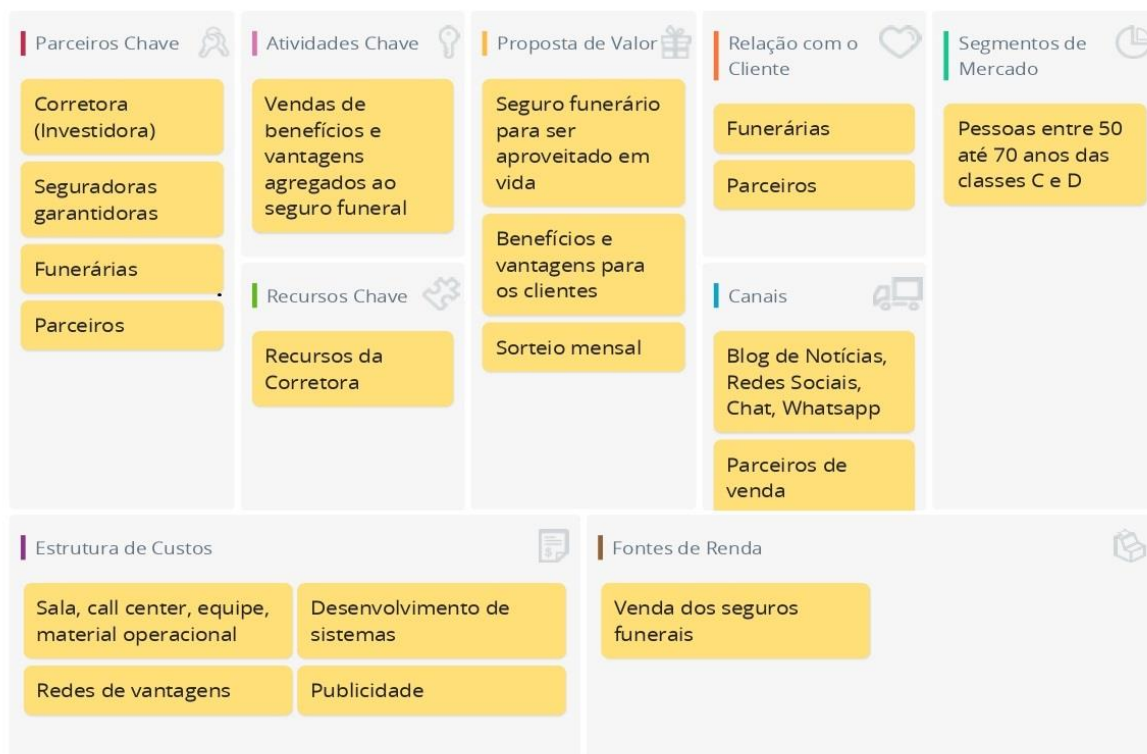 Parceiros Chave
Corretora
(Investidora)
Seguradoras
garantidoras
Funerárias
Parceiros
Atividades Chave
Vendas de
benefícios e
vantagens
agregados ao
seguro funeral
Recursos Chave
Recursos da
Corretora
Proposta de Valor
Seguro funerário
para ser
aproveitado em
vida
Benefícios e
vantagens para
os clientes
Sorteio mensal
Relação com o
Cliente
Funerárias
Parceiros
Canais
Blog de Notícias,
Redes Sociais,
Chat, Whatsapp
Parceiros de
venda
Segmentos de
Mercado
Pessoas entre 50
até 70 anos das
classes C e D
Estrutura de Custos
Sala, call center, equipe,
material operacional
Desenvolvimento de
sistemas
Redes de vantagens
Publicidade
Fontes de Renda
Venda dos seguros
funerais